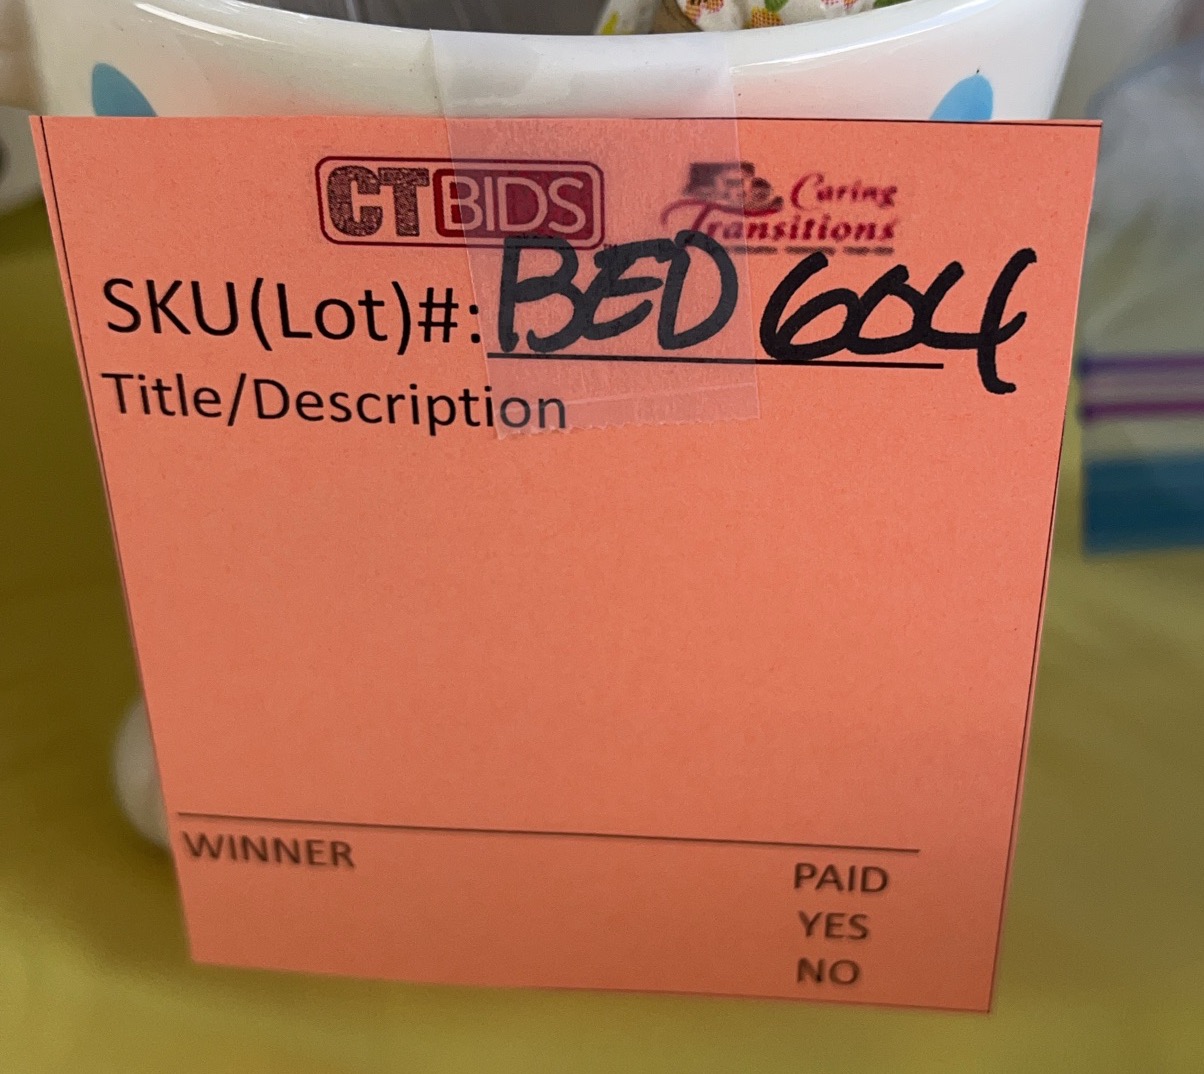 CTBIDS
Caring
Transitions
SKU(Lot)#: BED 604
Title/Description
WINNER
PAID
YES
NO